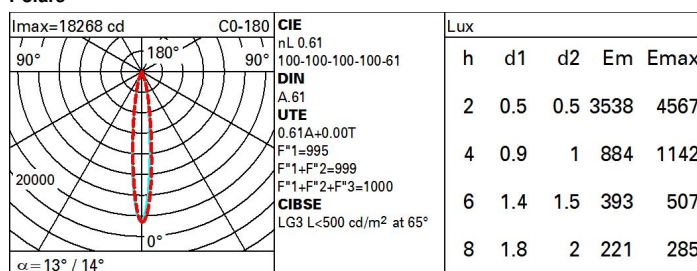 Imax=18268 cd C0-180
90° 180° 90°
20000
0°
α=13° / 14°
CIE
nL 0.61
100-100-100-100-61
DIN
A.61
UTE
0.61A+0.00T
F"1=995
F"1+F"2=999
F"1+F"2+F"3=1000
CIBSE
LG3 L<500 cd/m² at 65°
Lux
h d1 d2 Em Emax
2 0.5 0.5 3538 4567
4 0.9 1 884 1142
6 1.4 1.5 393 507
8 1.8 2 221 285